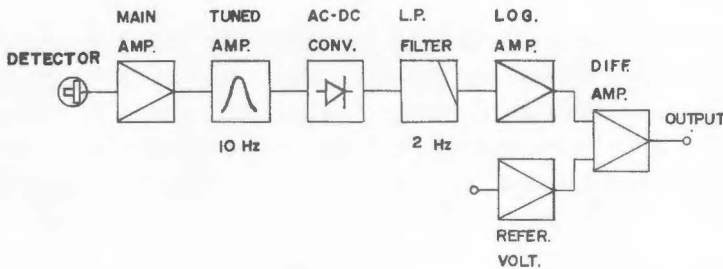 MAIN
AMP.
TUNED
AMP.
AC-DC
CONV.
L.P.
FILTER
LOG.
AMP.
DETECTOR
DIFF.
AMP.
OUTPUT
10 Hz
2 Hz
REFER.
VOLT.